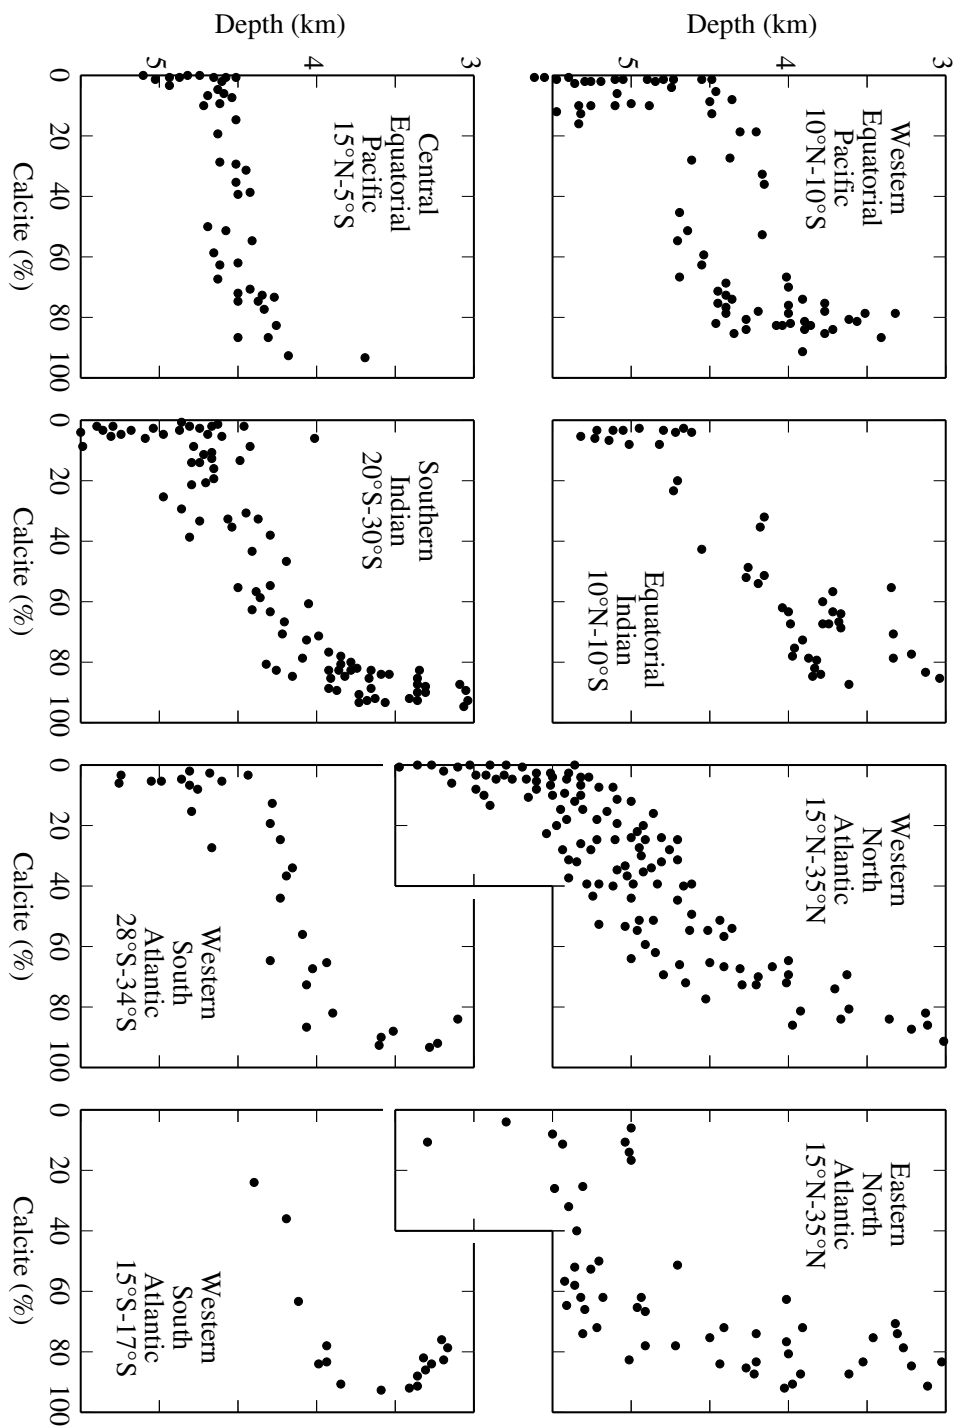 3
4
5
Depth (km)
Western
Equatorial
Pacific
10°N-10°S
Equatorial
Indian
10°N-10°S
Western
North
Atlantic
15°N-35°N
Eastern
North
Atlantic
15°N-35°N
3
4
5
Depth (km)
Central
Equatorial
Pacific
15°N-5°S
Southern
Indian
20°S-30°S
Western
South
Atlantic
28°S-34°S
Western
South
Atlantic
15°S-17°S
0 20 40 60 80 100
Calcite (%)
0 20 40 60 80 100
Calcite (%)
0 20 40 60 80 100
Calcite (%)
0 20 40 60 80 100
Calcite (%)